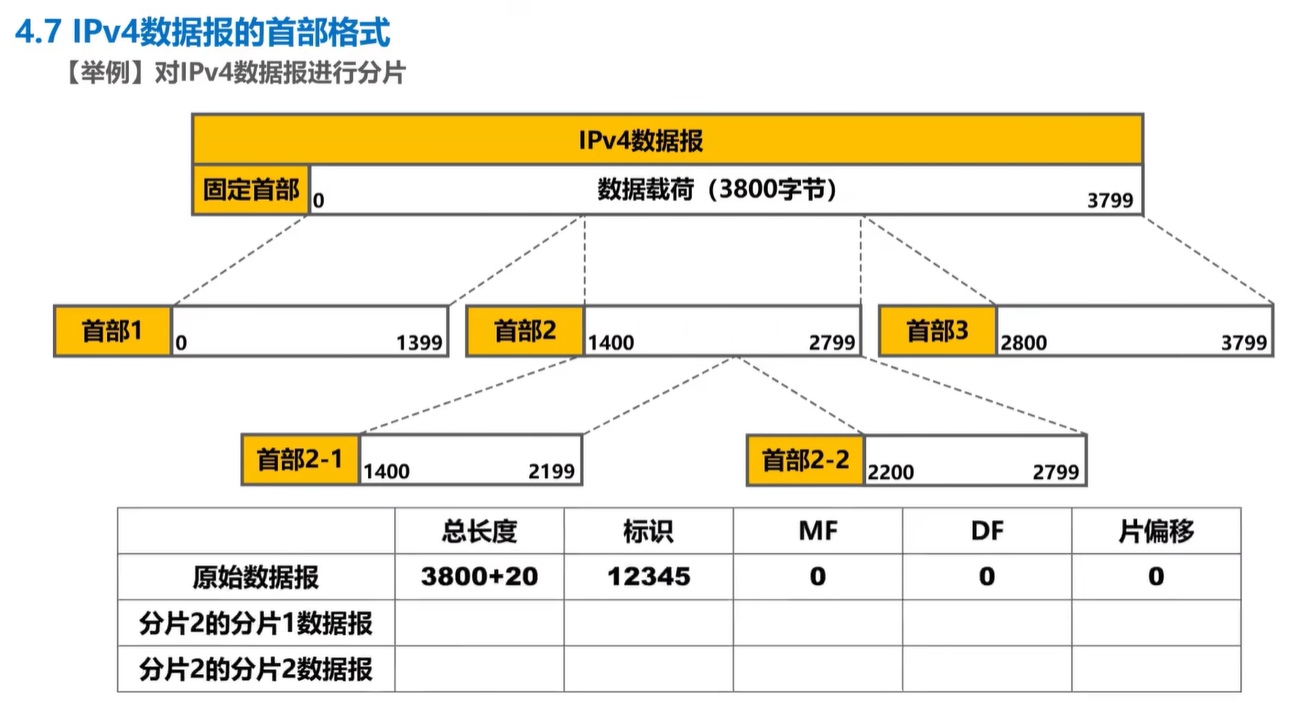 4.7 IPv4数据报的首部格式
【举例】对IPv4数据报进行分片
IPv4数据报
固定首部 0 数据载荷（3800字节） 3799
首部1 0 1399 首部2 1400 2799 首部3 2800 3799
首部2-1 1400 2199 首部2-2 2200 2799
总长度 标识 MF DF 片偏移
原始数据报 3800+20 12345 0 0 0
分片2的分片1数据报
分片2的分片2数据报